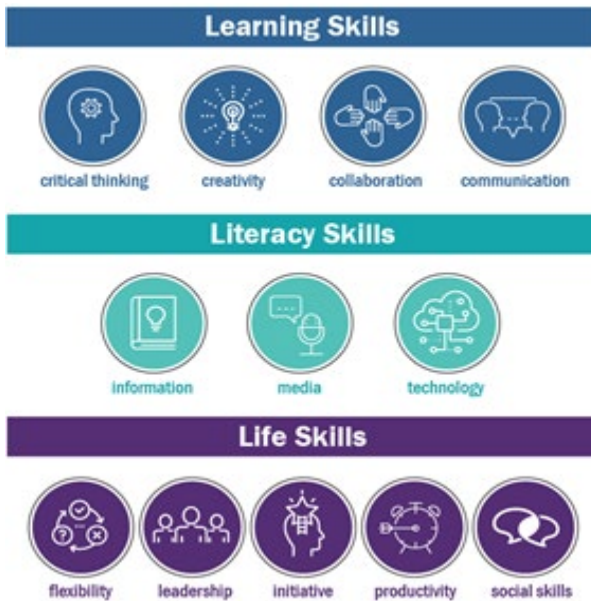 Learning Skills
critical thinking creativity collaboration communication
Literacy Skills
information media technology
Life Skills
flexibility leadership initiative productivity social skills